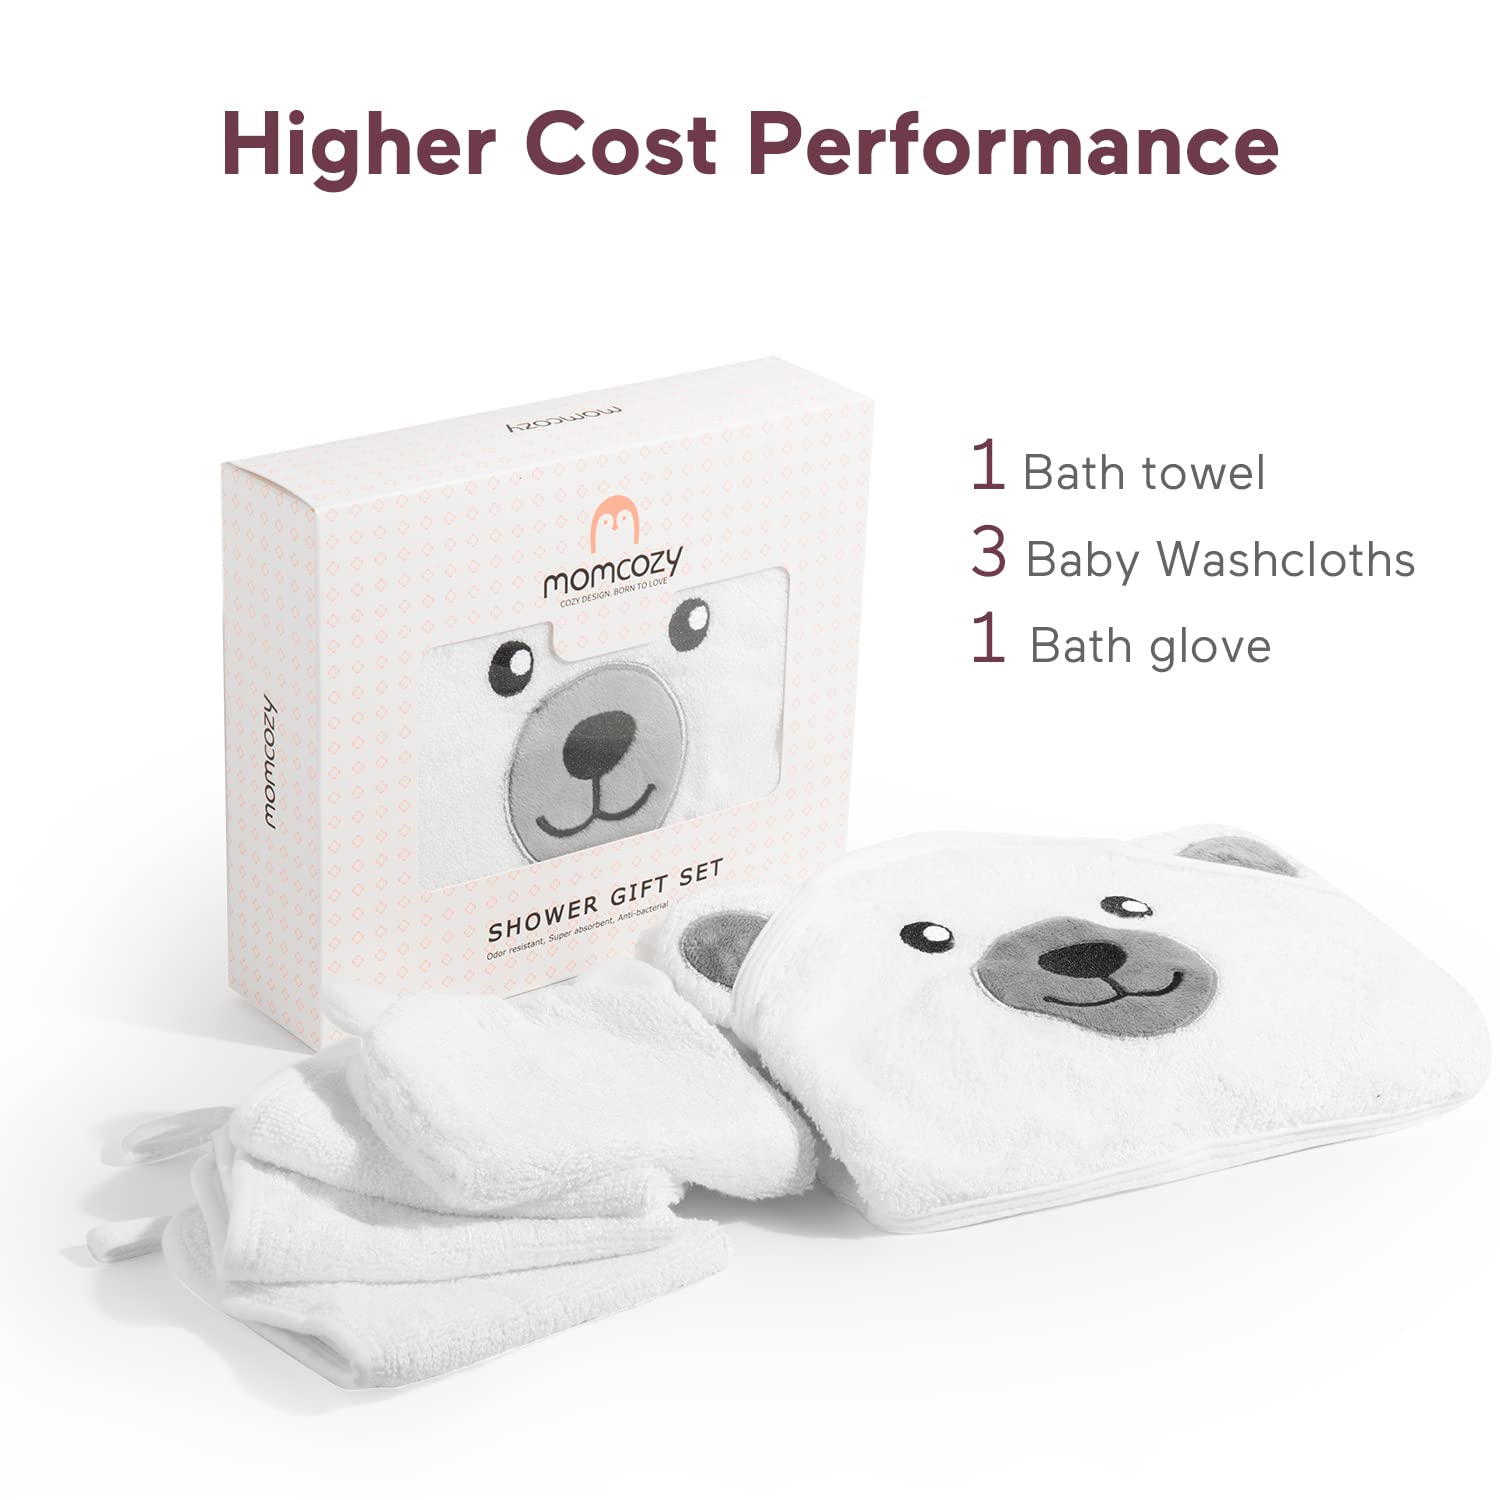 Higher Cost Performance
momcozy
momcozy
COZY DESIGN, BORN TO LOVE
momcozy
SHOWER GIFT SET
Odor resistant, Super absorbent, Anti-bacterial
1 Bath towel
3 Baby Washcloths
1 Bath glove